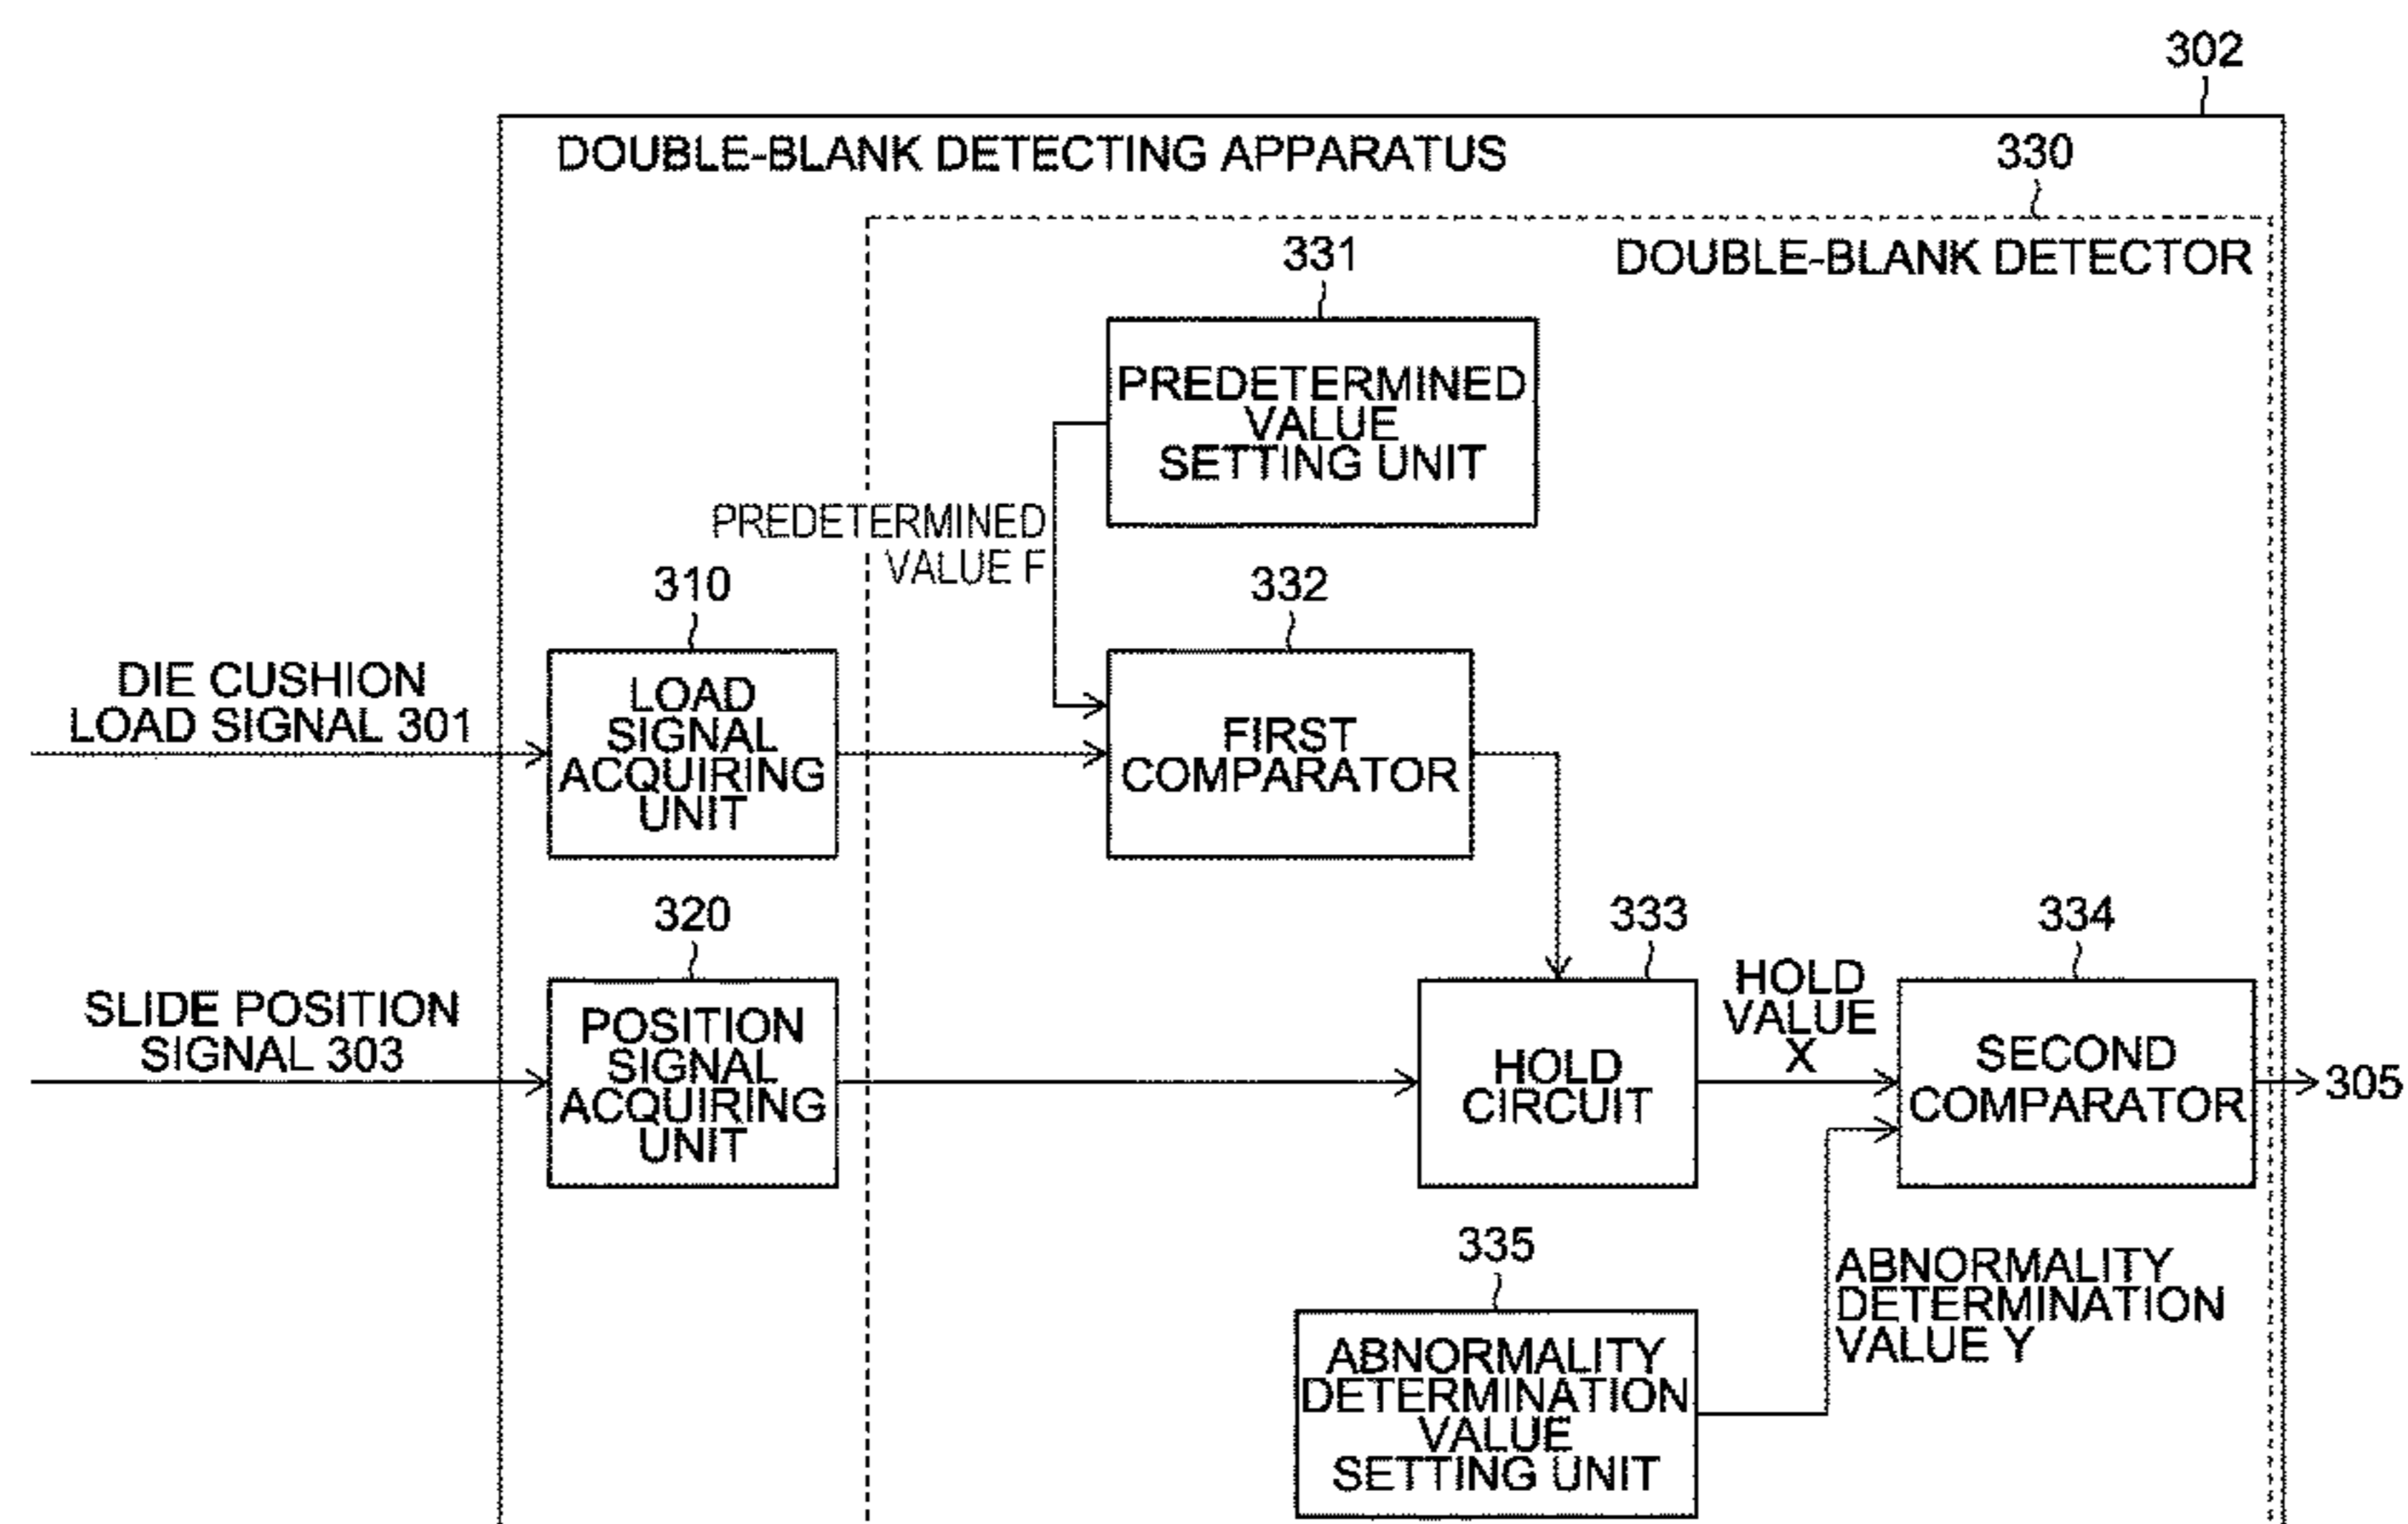 302
DOUBLE-BLANK DETECTING APPARATUS
330
DOUBLE-BLANK DETECTOR
331
PREDETERMINED
VALUE
SETTING UNIT
PREDETERMINED
VALUE F
310
332
DIE CUSHION
LOAD SIGNAL 301
LOAD
SIGNAL
ACQUIRING
UNIT
FIRST
COMPARATOR
320
333
334
SLIDE POSITION
SIGNAL 303
POSITION
SIGNAL
ACQUIRING
UNIT
HOLD
CIRCUIT
HOLD
VALUE
X
SECOND
COMPARATOR
305
335
ABNORMALITY
DETERMINATION
VALUE Y
ABNORMALITY
DETERMINATION
VALUE
SETTING UNIT